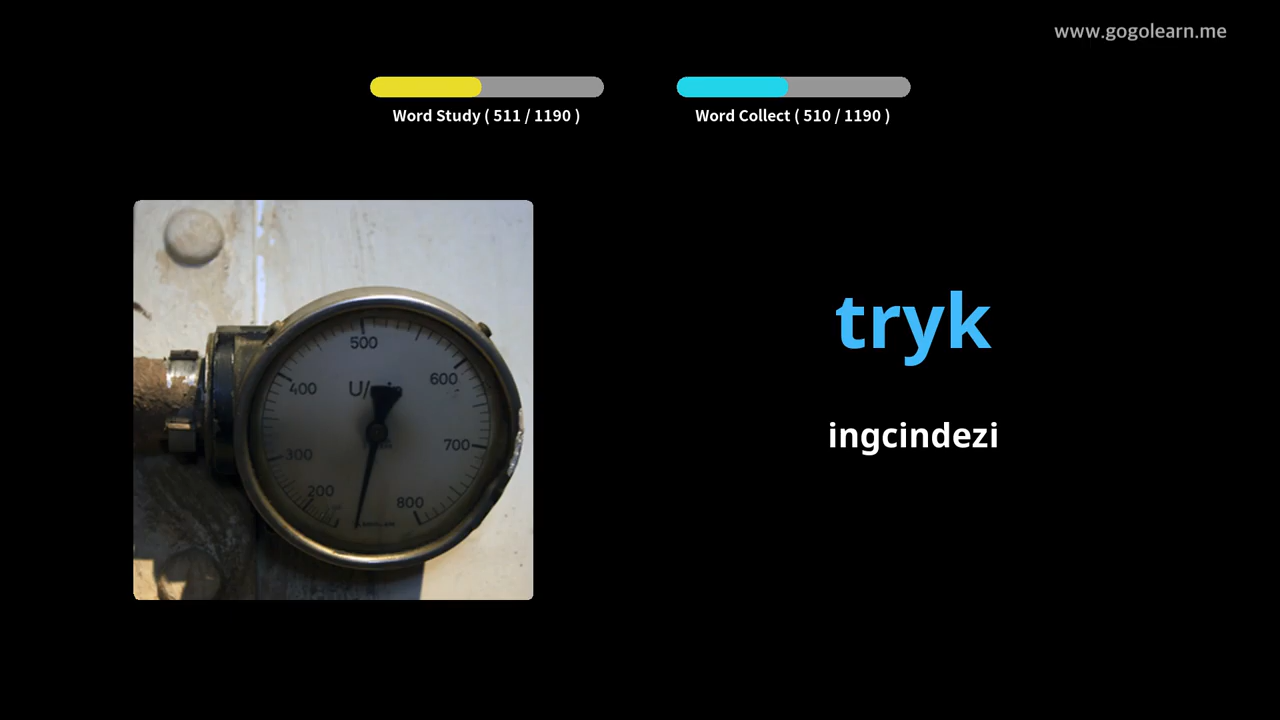 www.gogolearn.me
Word Study ( 511 / 1190 )
Word Collect ( 510 / 1190 )
500
400
600
U/
300
700
200
800
tryk
ingcindezi